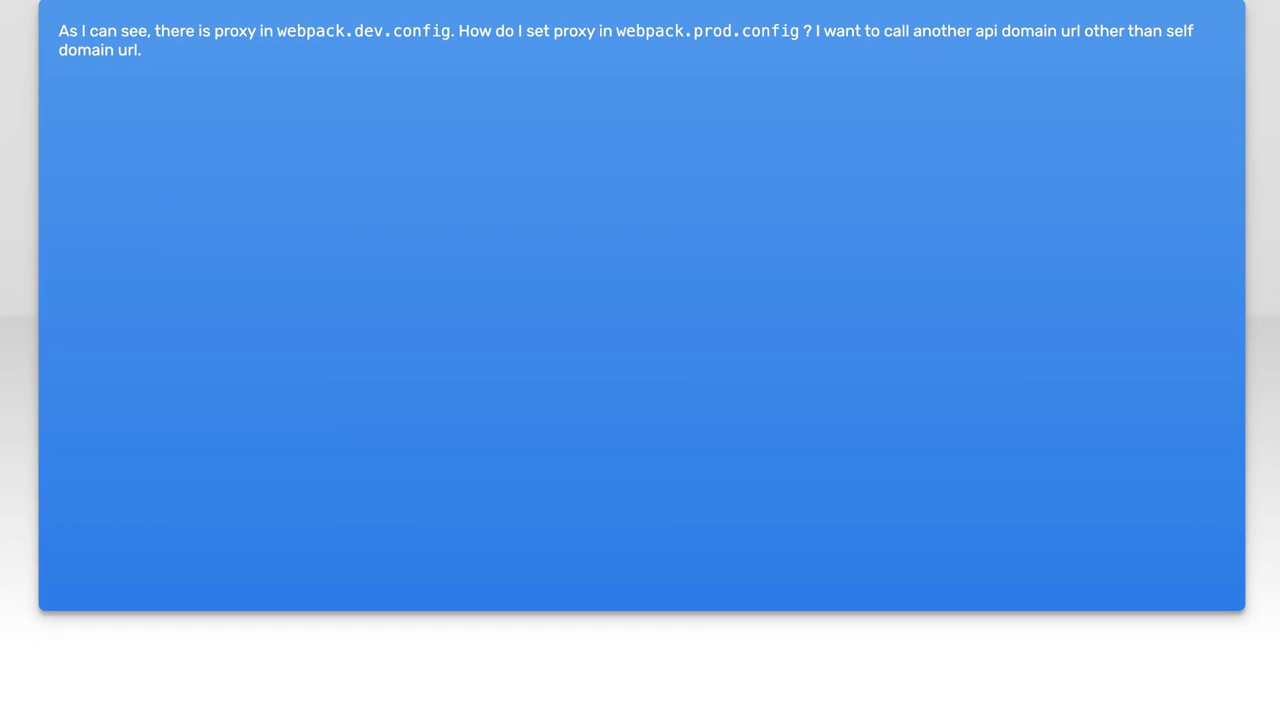 As I can see, there is proxy in webpack.dev.config. How do I set proxy in webpack.prod.config ? I want to call another api domain url other than self
domain url.